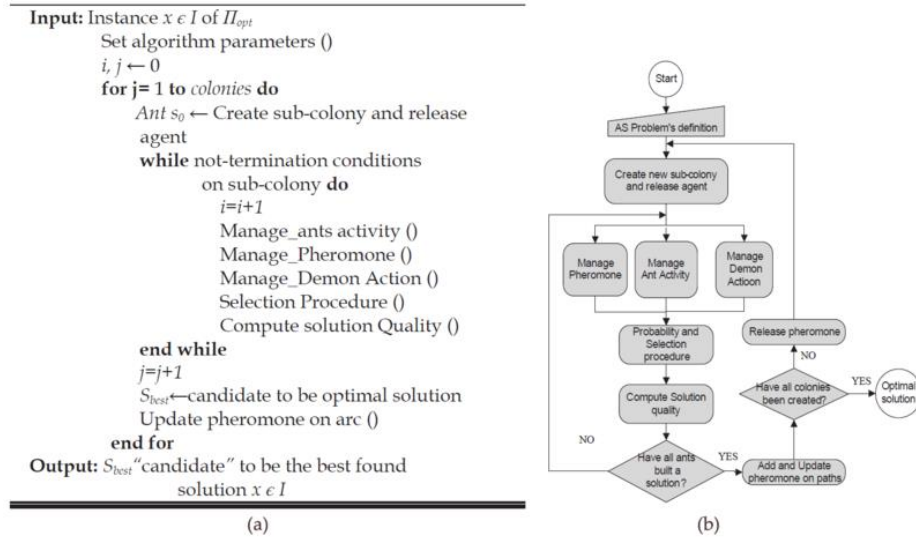 Input: Instance x ϵ I of Π_opt
Set algorithm parameters ()
i, j ← 0
for j= 1 to colonies do
Ant s₀ ← Create sub-colony and release
agent
while not-termination conditions
on sub-colony do
i=i+1
Manage_ants activity ()
Manage_Pheromone ()
Manage_Demon Action ()
Selection Procedure ()
Compute solution Quality ()
end while
j=j+1
S_best←candidate to be optimal solution
Update pheromone on arc ()
end for
Output: S_best“candidate” to be the best found
solution x ϵ I
(a)
Start
AS Problem's definition
Create new sub-colony
and release agent
Manage
Pheromone
Manage
Ant Activity
Manage
Demon
Actioon
Probability and
Selection
procedure
Compute Solution
quality
Have all ants
built a
solution?
NO
YES
Add and Update
pheromone on paths
Have all colonies
been created?
NO
Release pheromone
YES
Optimal
solution
(b)